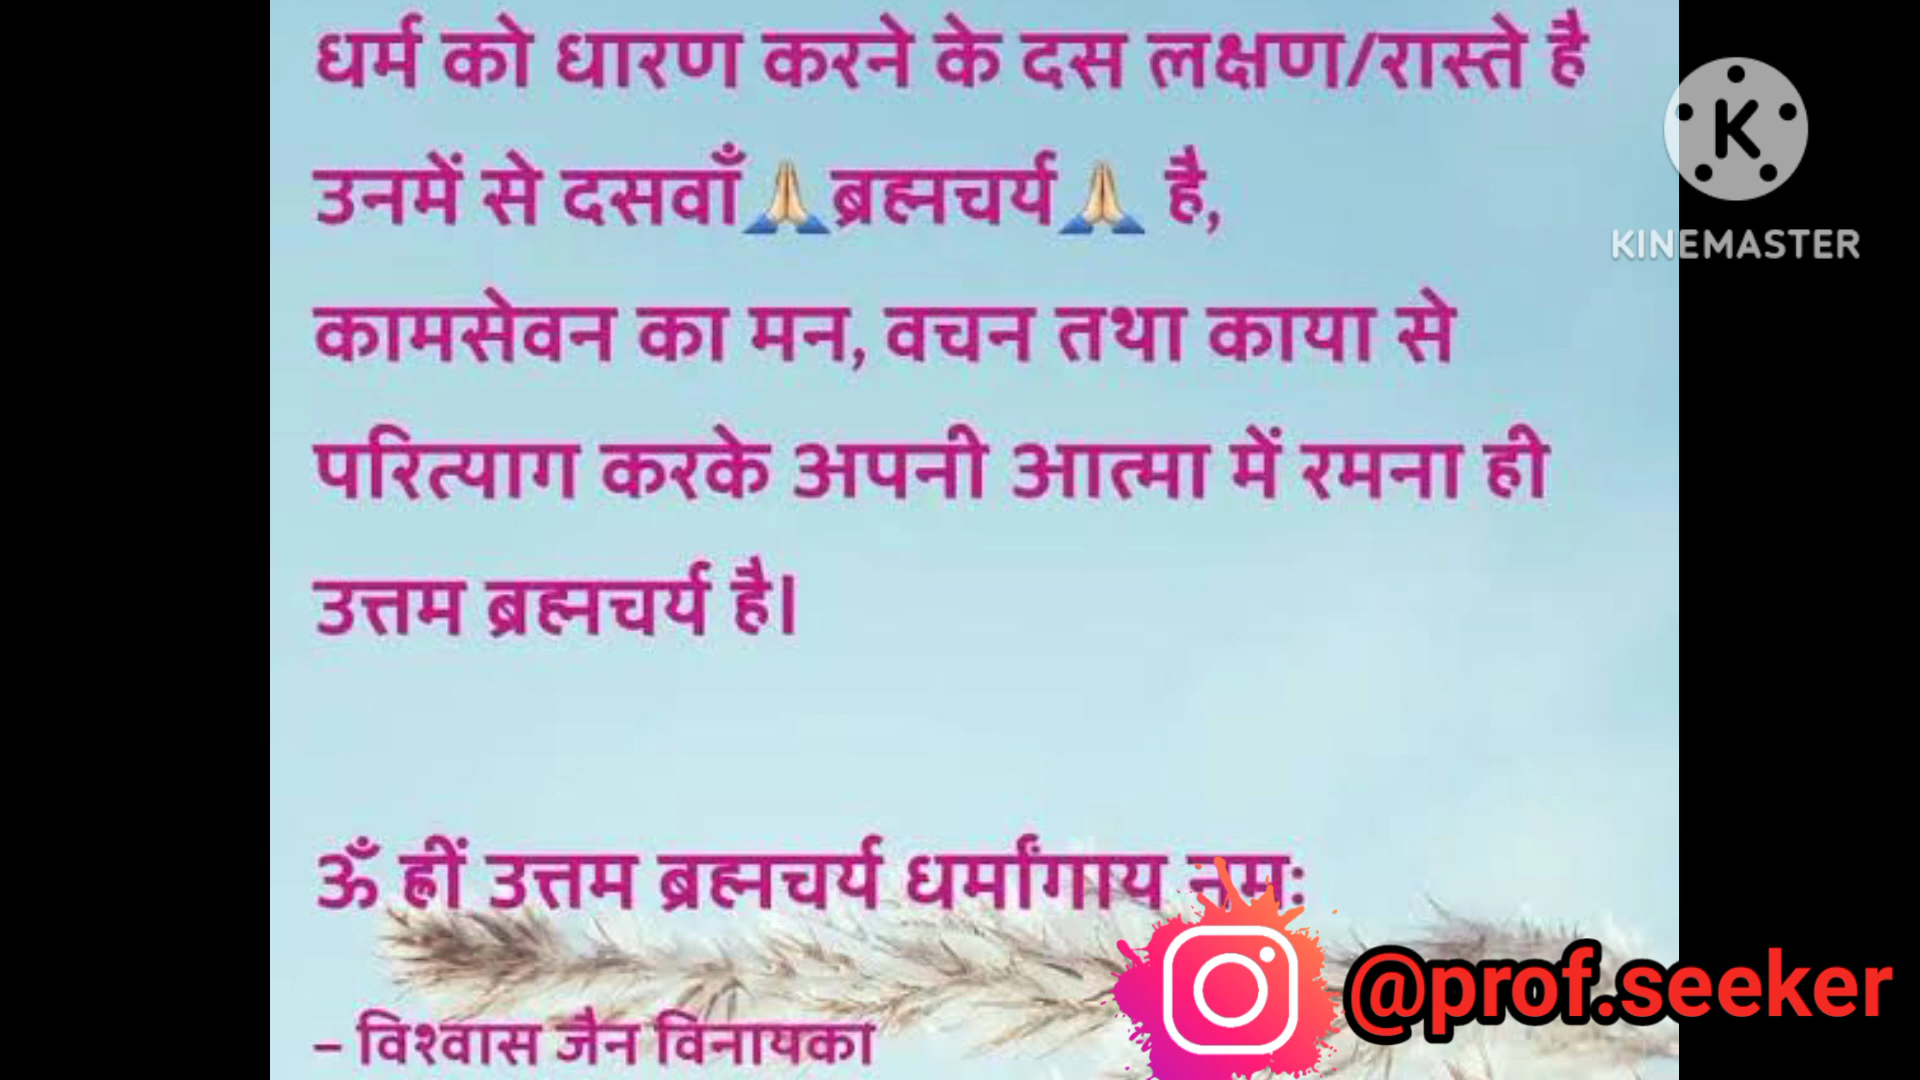 धर्म को धारण करने के दस लक्षण/रास्ते है
उनमें से दसवाँ🙏🏻ब्रह्मचर्य🙏🏻 है,
कामसेवन का मन, वचन तथा काया से
परित्याग करके अपनी आत्मा में रमना ही
उत्तम ब्रह्मचर्य है।
ॐ ह्रीं उत्तम ब्रह्मचर्य धर्मांगाय नमः
– विश्वास जैन विनायका
K
KINEMASTER
@prof.seeker